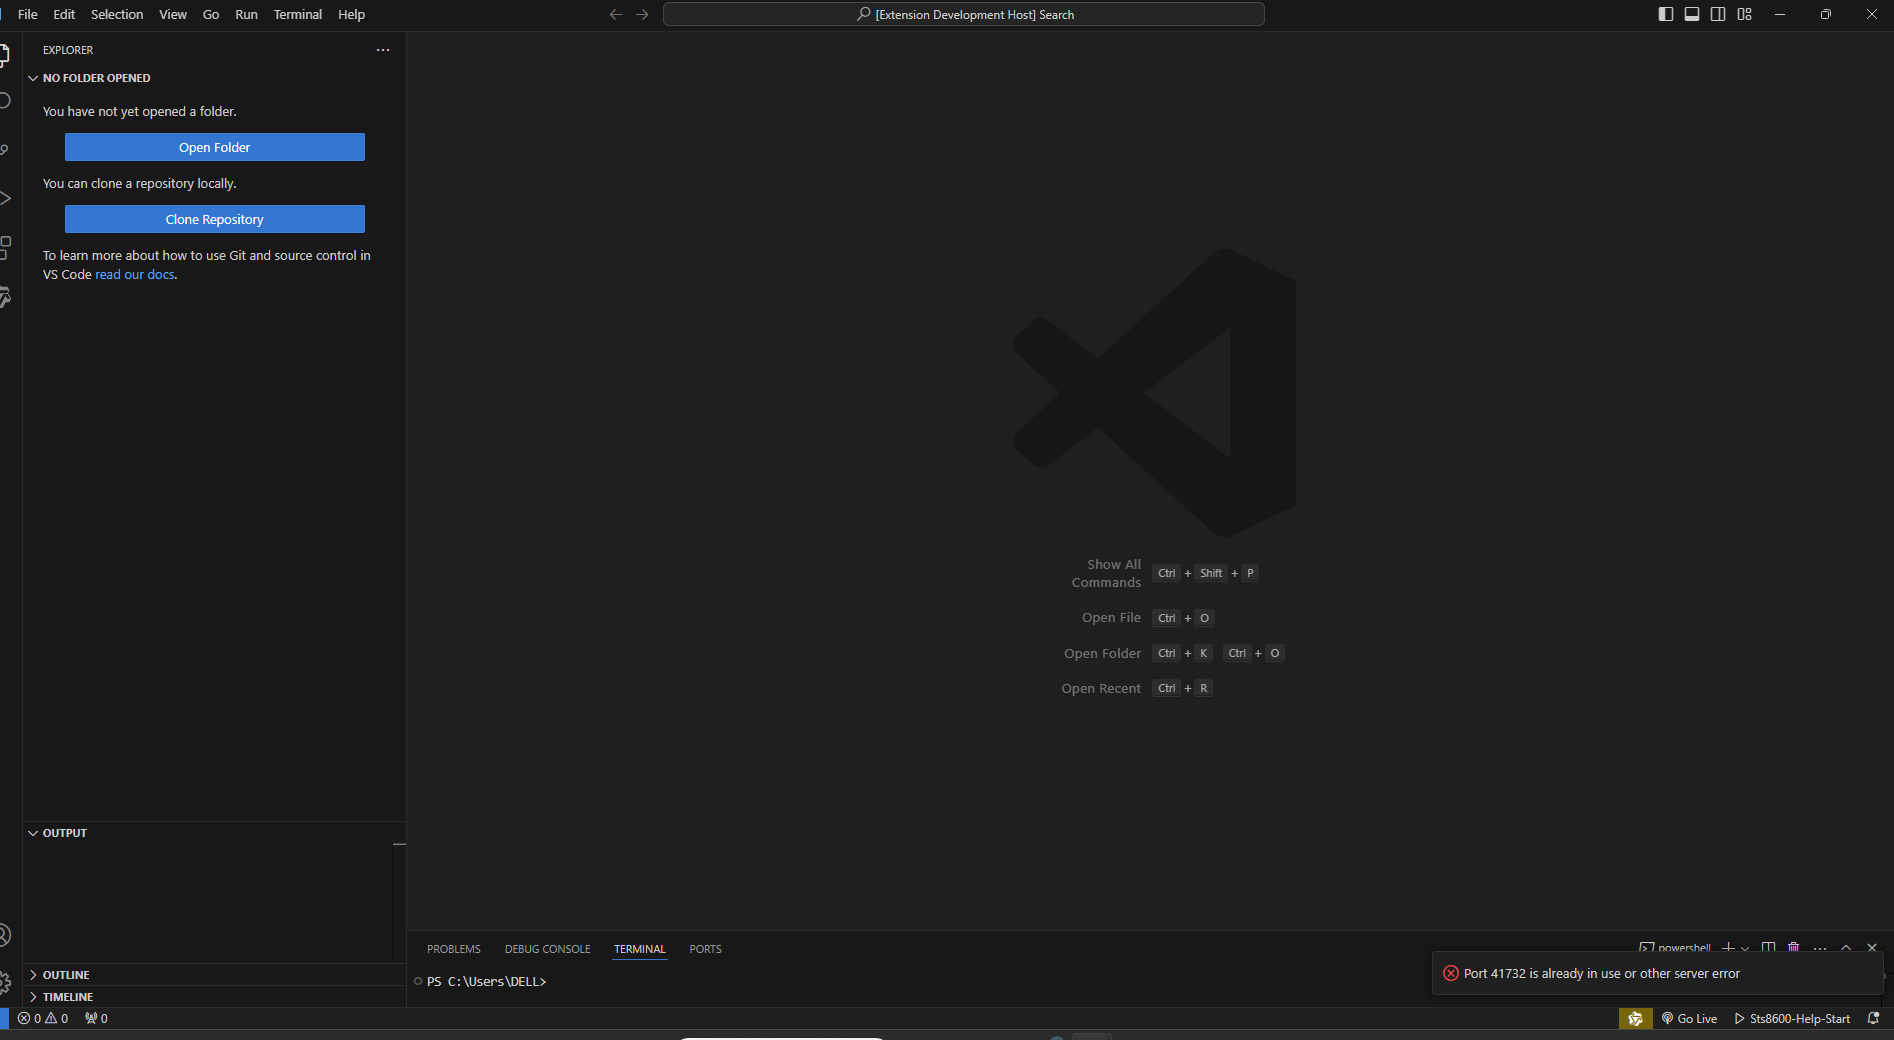 File Edit Selection View Go Run Terminal Help
[Extension Development Host] Search
EXPLORER
NO FOLDER OPENED
You have not yet opened a folder.
Open Folder
You can clone a repository locally.
Clone Repository
To learn more about how to use Git and source control in
VS Code read our docs.
Show All
Commands Ctrl + Shift + P
Open File Ctrl + O
Open Folder Ctrl + K Ctrl + O
Open Recent Ctrl + R
OUTPUT
OUTLINE
TIMELINE
PROBLEMS DEBUG CONSOLE TERMINAL PORTS
powershell
PS C:\Users\DELL>
Port 41732 is already in use or other server error
0 0 0
Go Live Sts8600-Help-Start